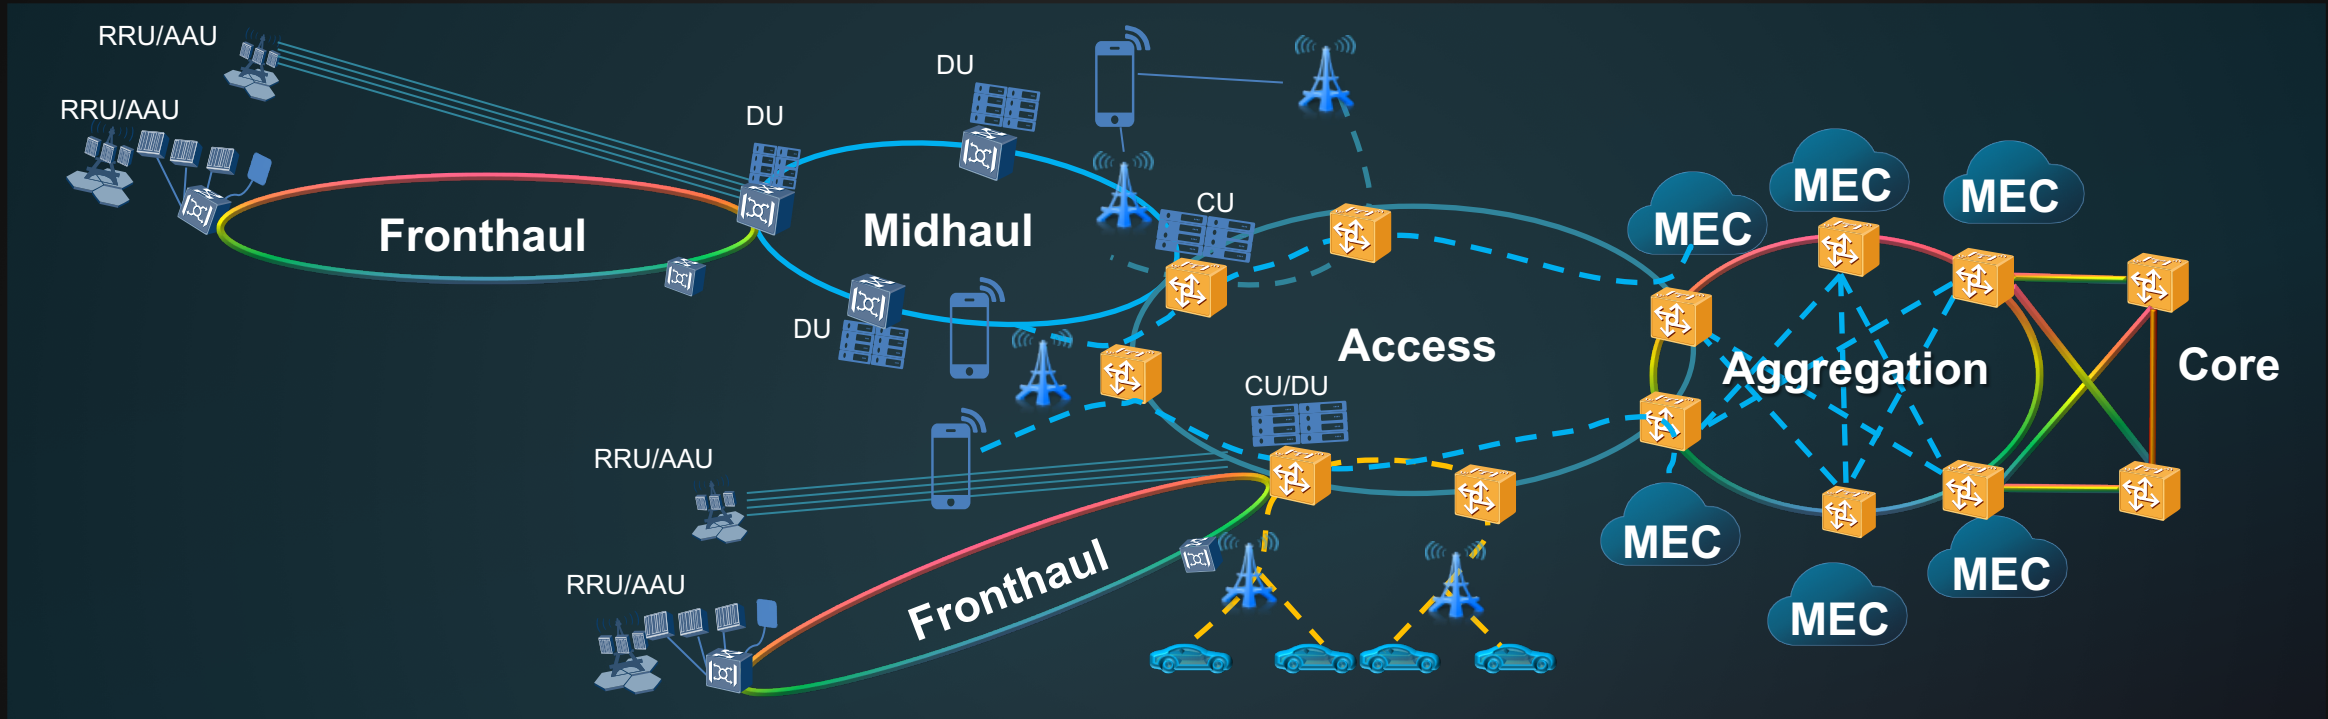 RRU/AAU
RRU/AAU
DU
DU
Fronthaul
Midhaul
DU
CU
Access
CU/DU
MEC
MEC
MEC
Aggregation
Core
RRU/AAU
RRU/AAU
Fronthaul
MEC
MEC
MEC